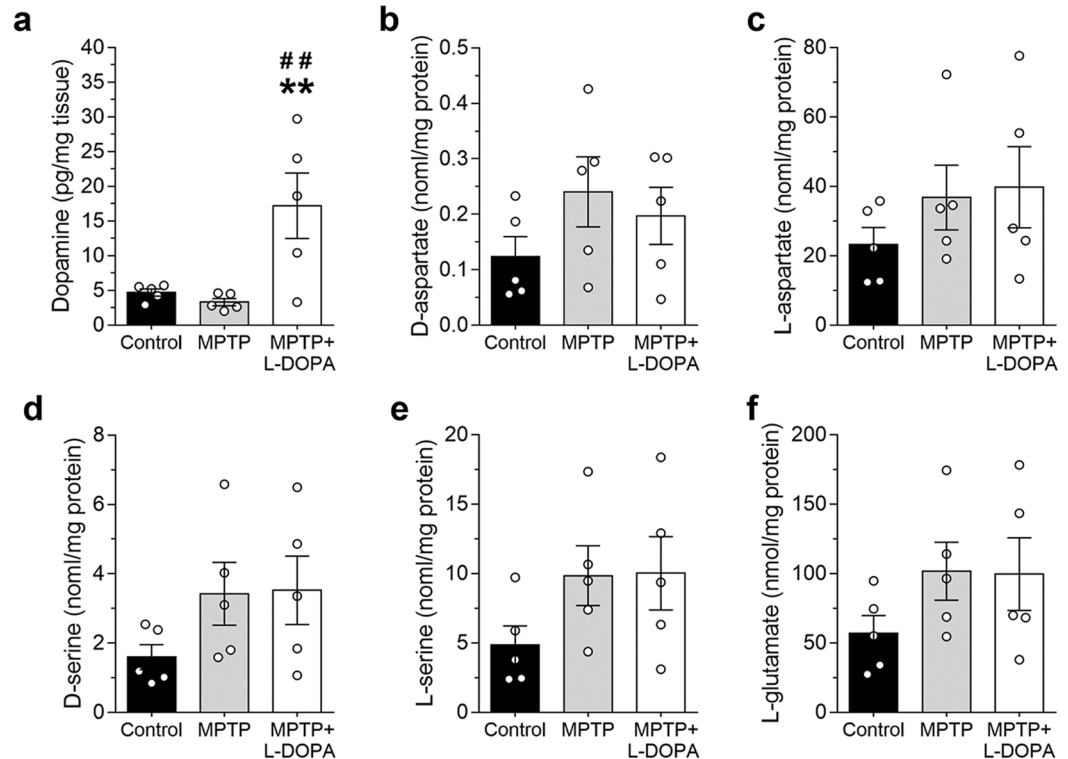 a
Dopamine (pg/mg tissue)
40
35
30
25
20
15
10
5
0
##
**
Control
MPTP
MPTP+
L-DOPA
b
D-aspartate (noml/mg protein)
0.5
0.4
0.3
0.2
0.1
0.0
Control
MPTP
MPTP+
L-DOPA
c
L-aspartate (noml/mg protein)
80
60
40
20
0
Control
MPTP
MPTP+
L-DOPA
d
D-serine (noml/mg protein)
8
6
4
2
0
Control
MPTP
MPTP+
L-DOPA
e
L-serine (noml/mg protein)
20
15
10
5
0
Control
MPTP
MPTP+
L-DOPA
f
L-glutamate (nmol/mg protein)
200
150
100
50
0
Control
MPTP
MPTP+
L-DOPA